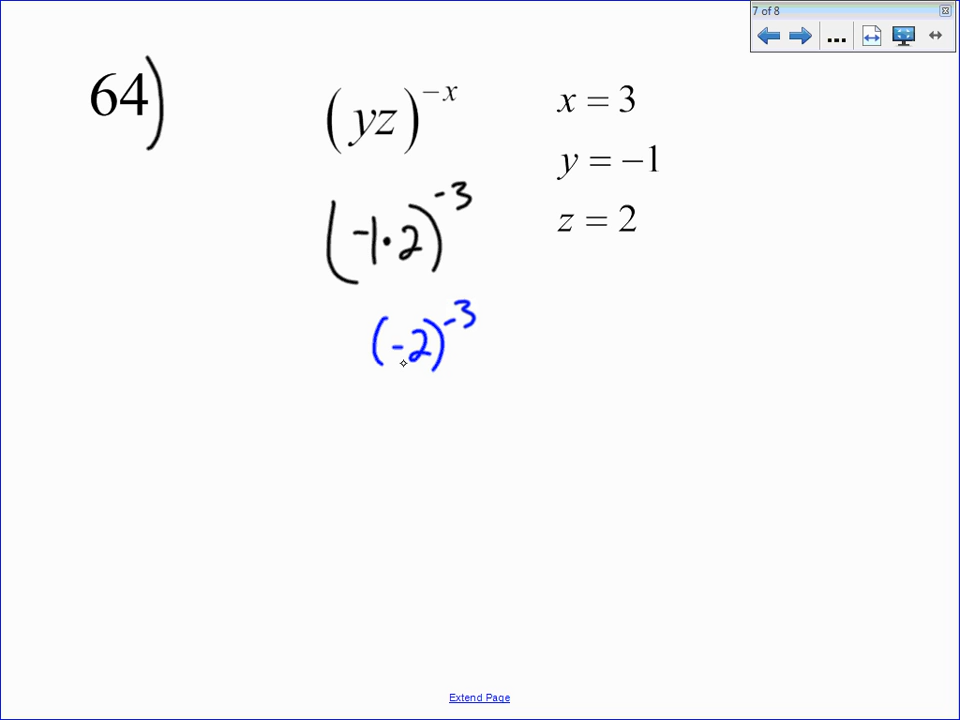 7 of 8
...
64)
(yz)^{-x}
x = 3
y = -1
z = 2
(-1·2)^{-3}
(-2)^{-3}
Extend Page